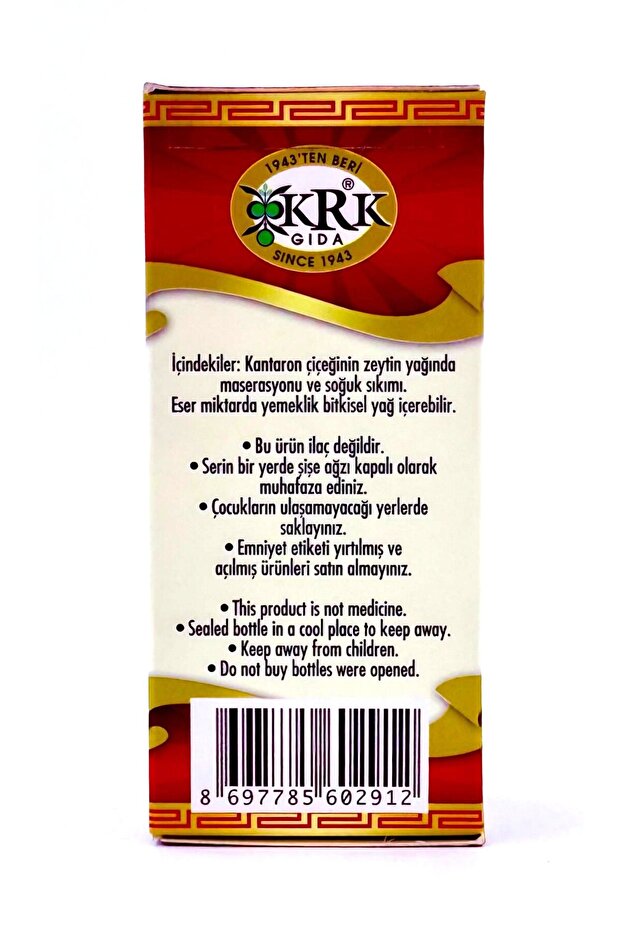 1943'TEN BERİ
KRK®
GIDA
SINCE 1943
İçindekiler: Kantaron çiçeğinin zeytin yağında
maserasyonu ve soğuk sıkımı.
Eser miktarda yemeklik bitkisel yağ içerebilir.
• Bu ürün ilaç değildir.
• Serin bir yerde şişe ağzı kapalı olarak
muhafaza ediniz.
• Çocukların ulaşamayacağı yerlerde
saklayınız.
• Emniyet etiketi yırtılmış ve
açılmış ürünleri satın almayınız.
• This product is not medicine.
• Sealed bottle in a cool place to keep away.
• Keep away from children.
• Do not buy bottles were opened.
8 697785 602912